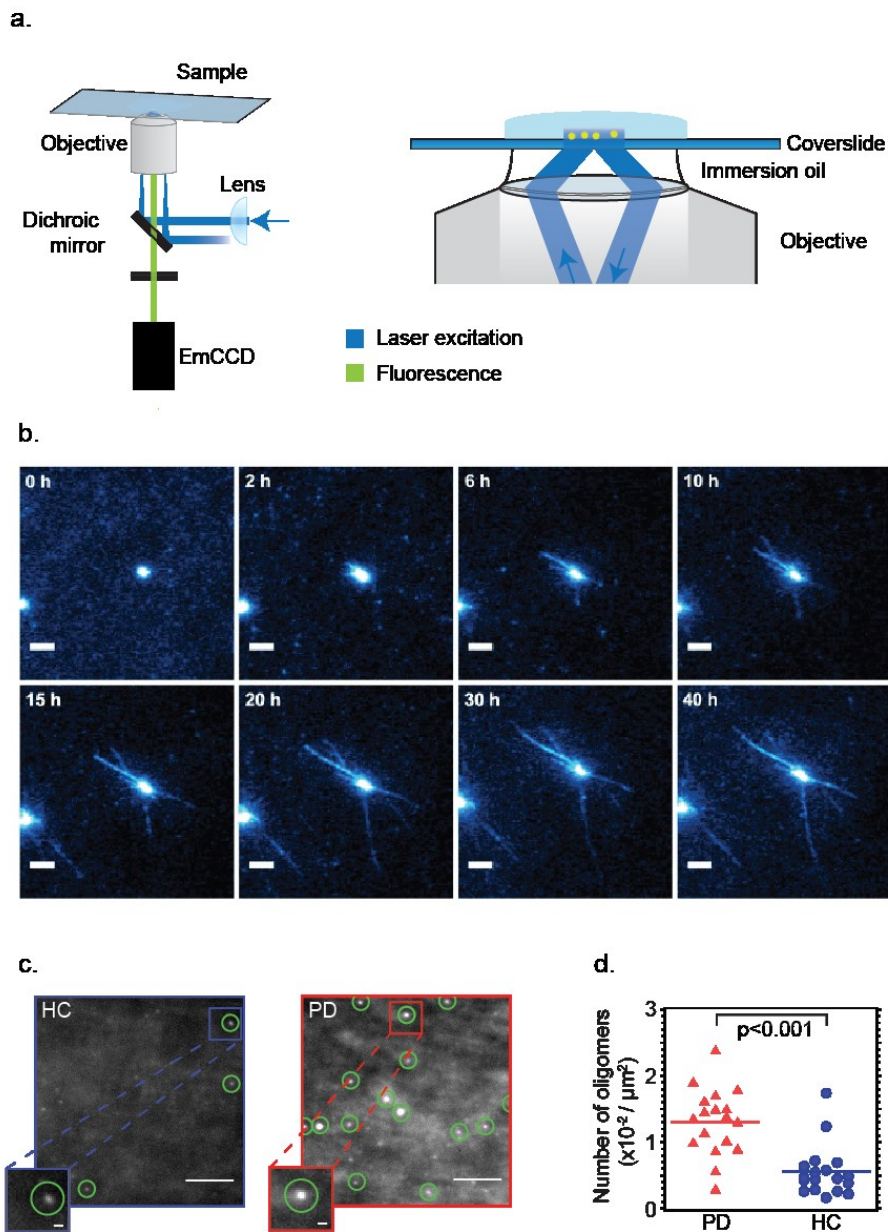 a.
Sample
Objective
Lens
Dichroic
mirror
EmCCD
Coverslide
Immersion oil
Objective
Laser excitation
Fluorescence
b.
0 h
2 h
6 h
10 h
15 h
20 h
30 h
40 h
c.
HC
PD
d.
Number of oligomers
(x10⁻² / µm²)
3
2
1
0
p<0.001
PD
HC